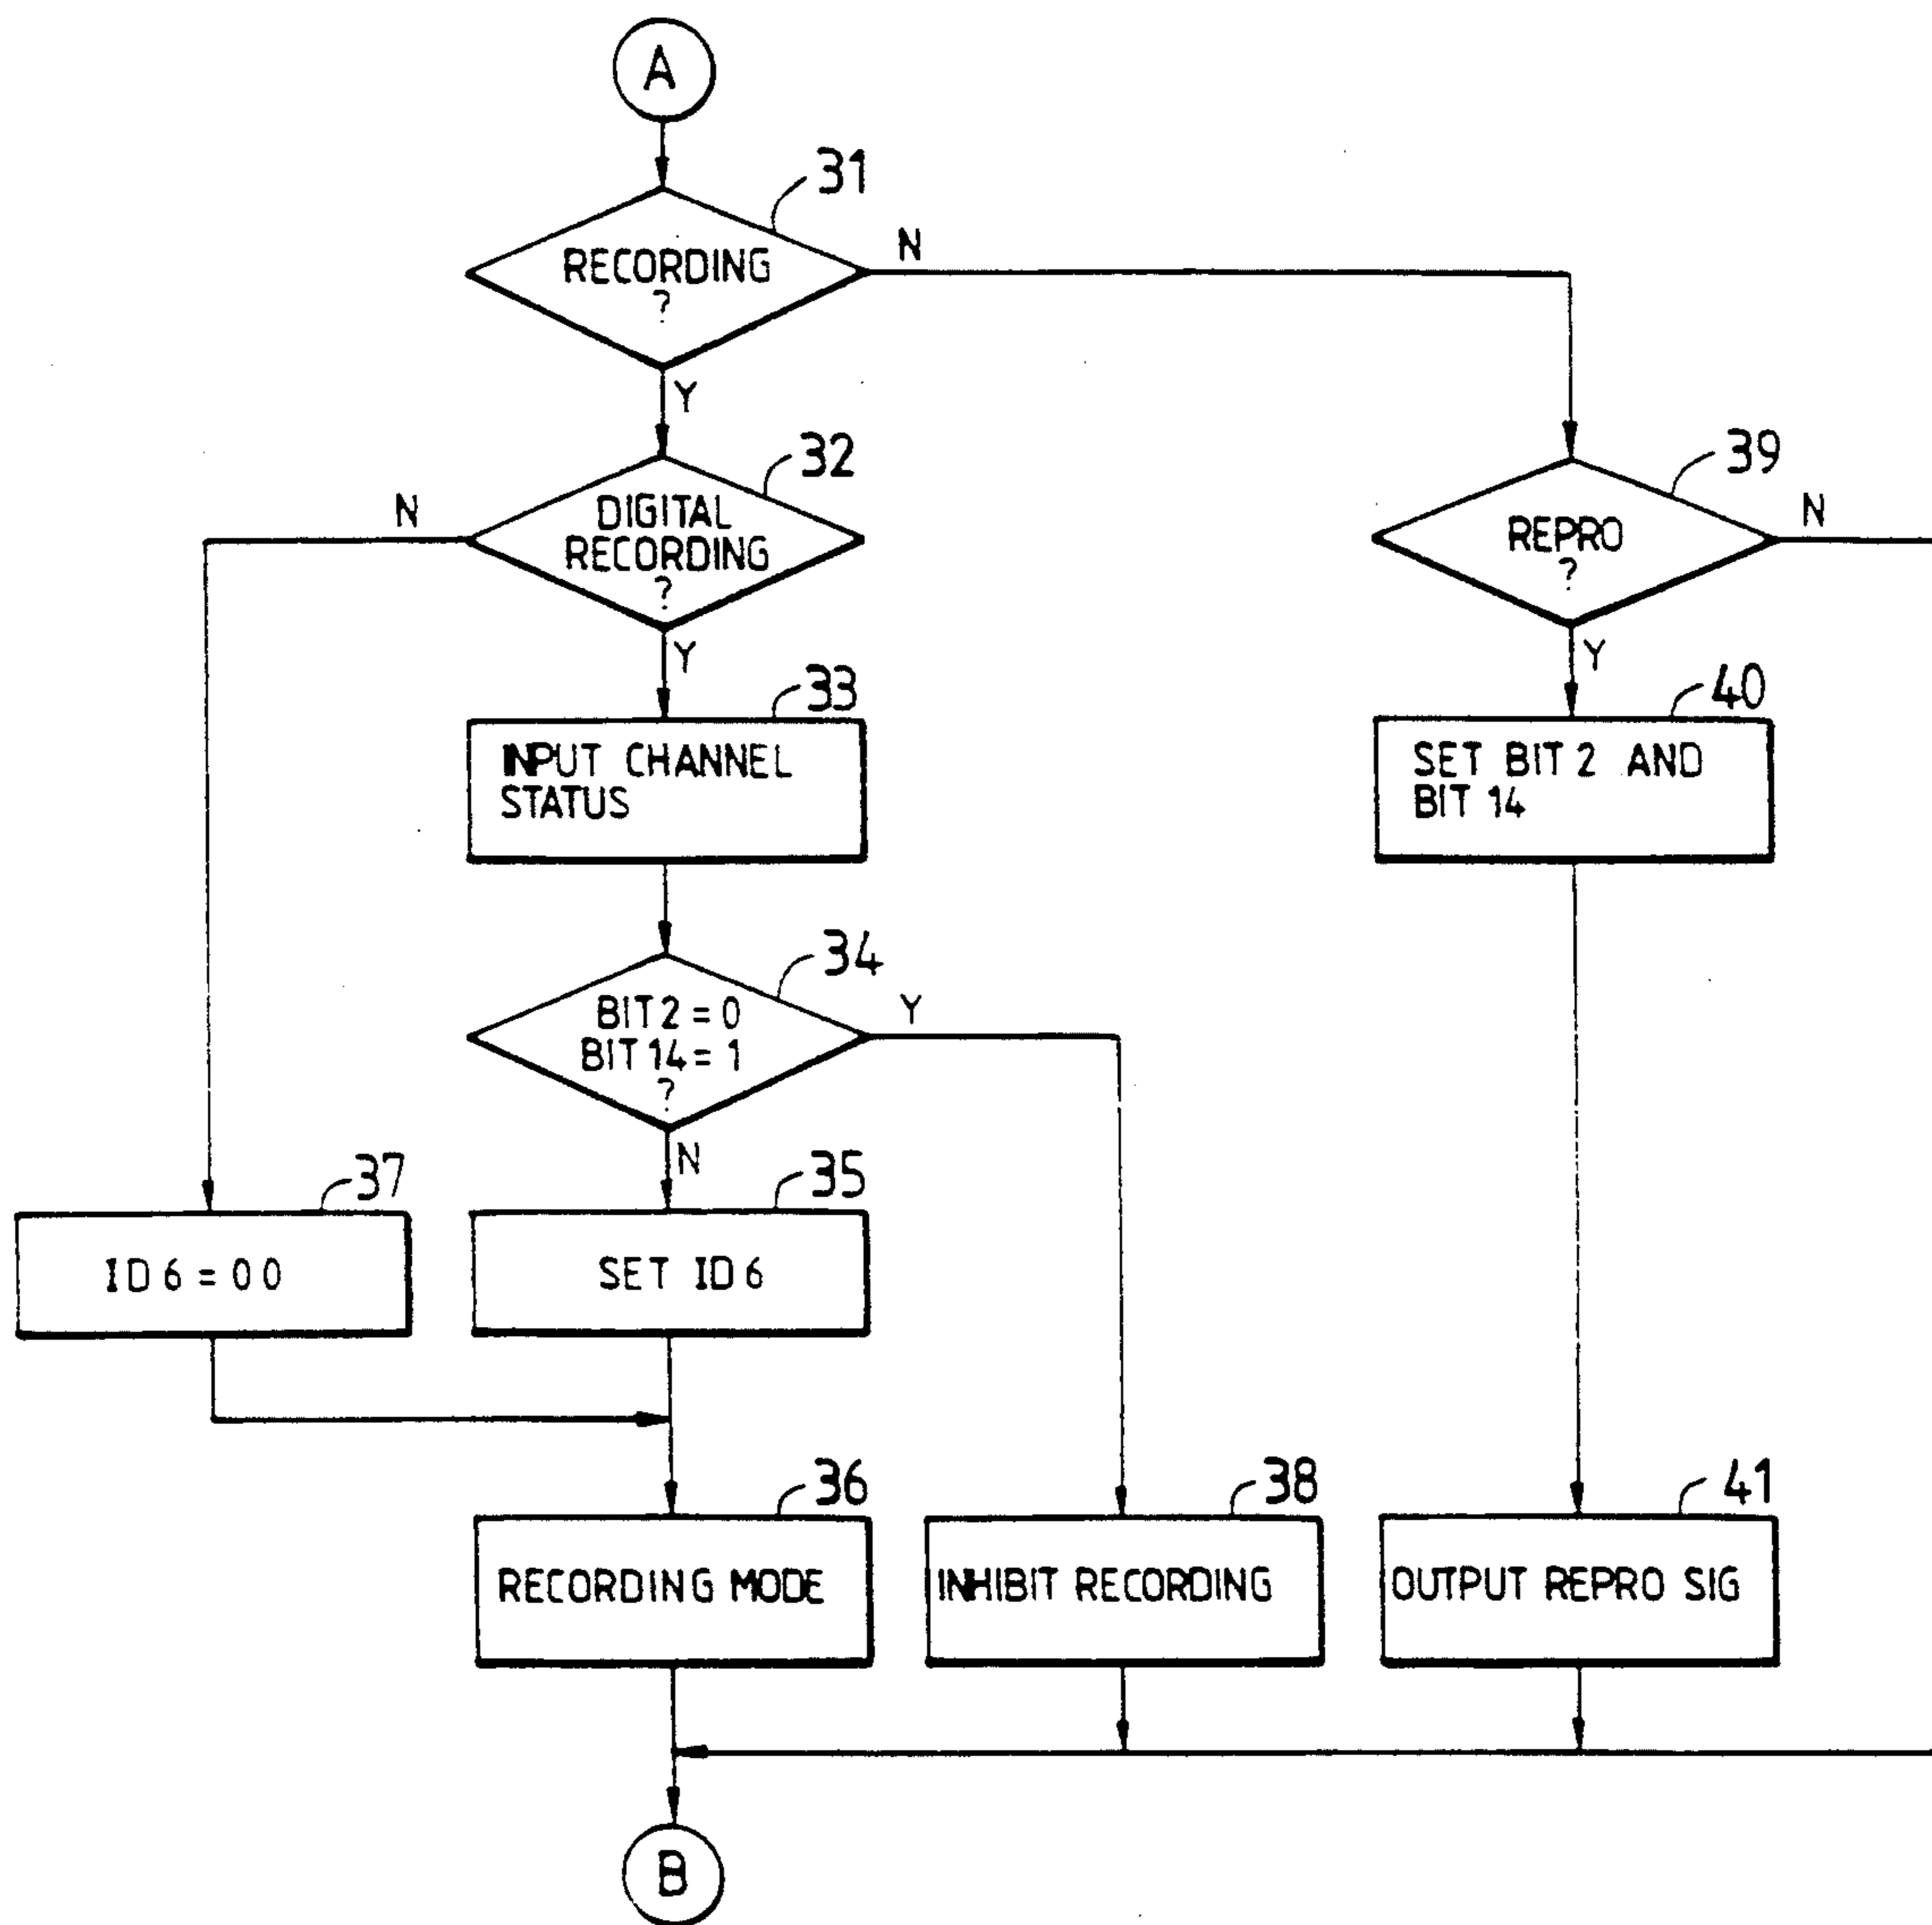 A
31
RECORDING
?
N
Y
32
DIGITAL
RECORDING
?
N
Y
39
REPRO
?
N
Y
33
INPUT CHANNEL
STATUS
40
SET BIT 2 AND
BIT 14
34
BIT 2 = 0
BIT 14 = 1
?
Y
N
37
ID 6 = 0 0
35
SET ID 6
36
RECORDING MODE
38
INHIBIT RECORDING
41
OUTPUT REPRO SIG
B